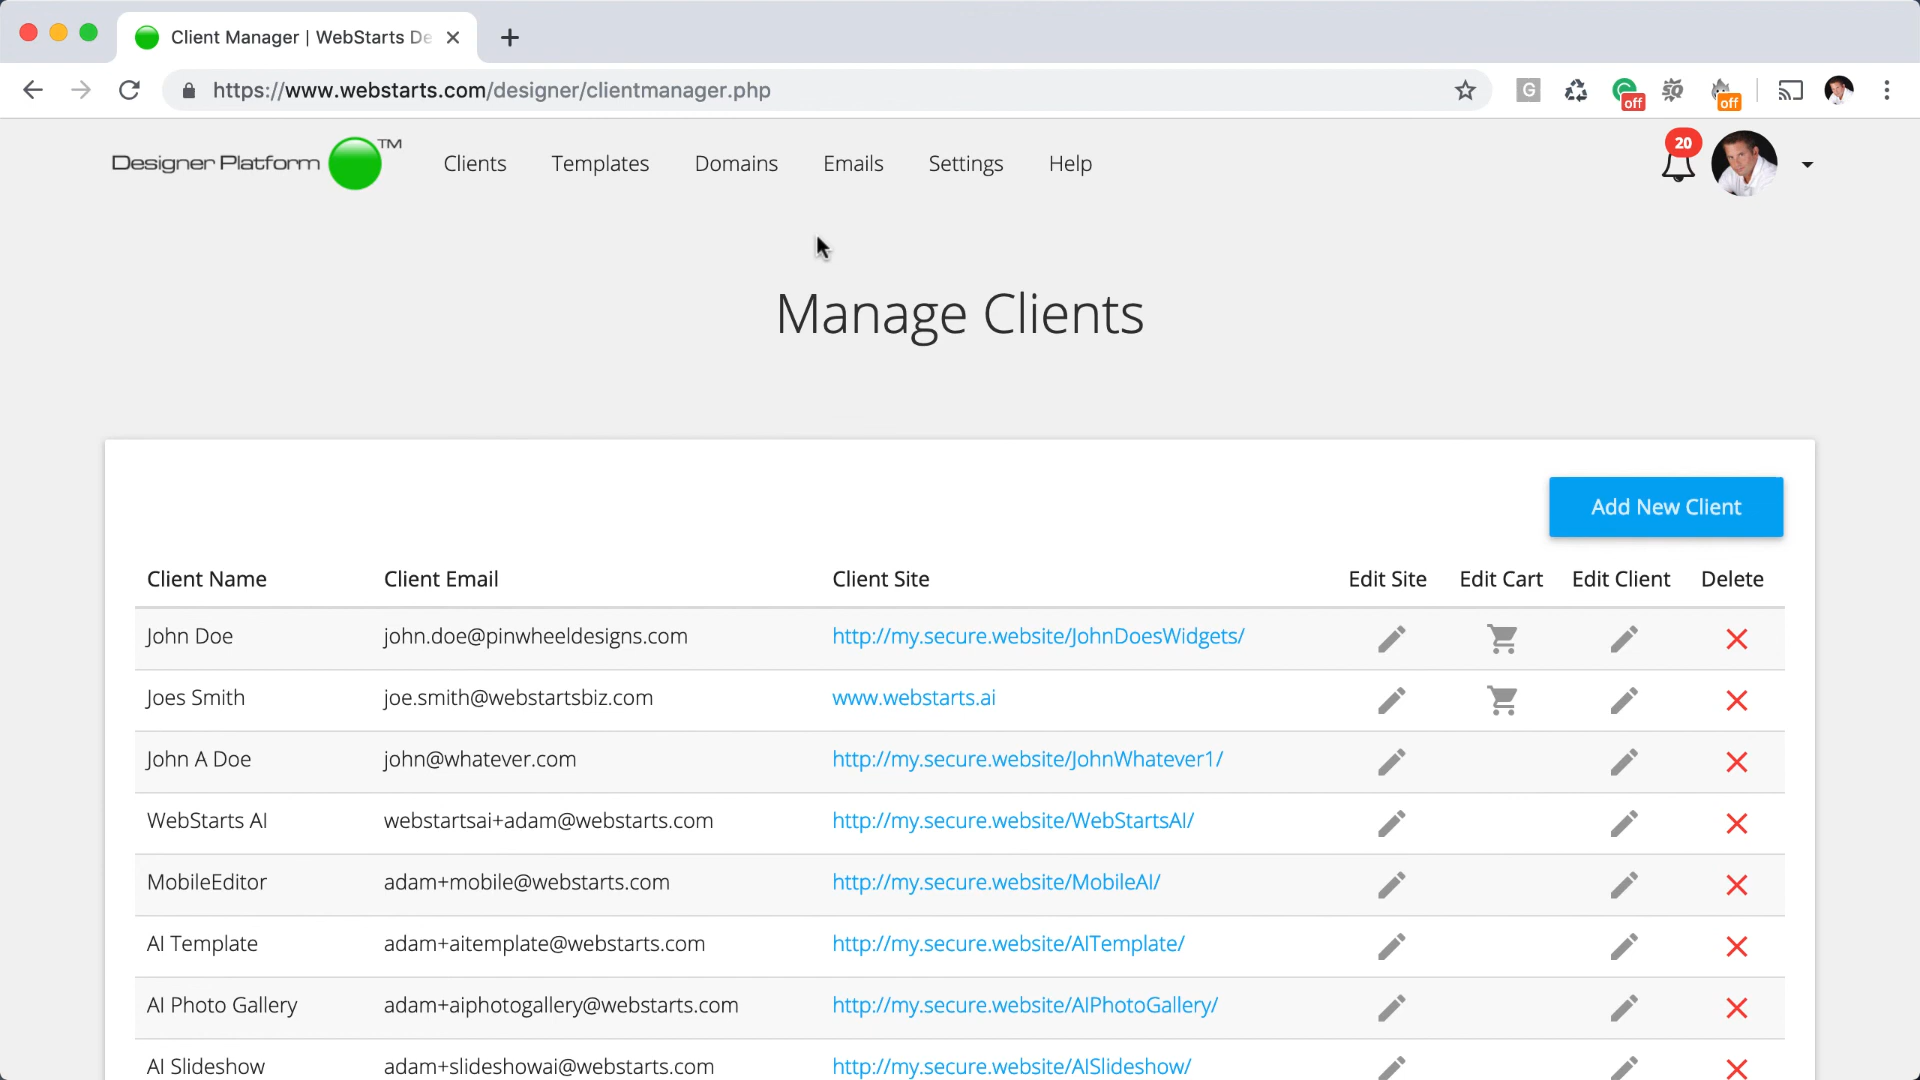 Client Manager | WebStarts De
https://www.webstarts.com/designer/clientmanager.php
G
off
SQ
off
Designer Platform TM
Clients
Templates
Domains
Emails
Settings
Help
20
Manage Clients
Add New Client
Client Name Client Email Client Site Edit Site Edit Cart Edit Client Delete
John Doe john.doe@pinwheeldesigns.com http://my.secure.website/JohnDoesWidgets/
Joes Smith joe.smith@webstartsbiz.com www.webstarts.ai
John A Doe john@whatever.com http://my.secure.website/JohnWhatever1/
WebStarts AI webstartsai+adam@webstarts.com http://my.secure.website/WebStartsAI/
MobileEditor adam+mobile@webstarts.com http://my.secure.website/MobileAI/
AI Template adam+aitemplate@webstarts.com http://my.secure.website/AITemplate/
AI Photo Gallery adam+aiphotogallery@webstarts.com http://my.secure.website/AIPhotoGallery/
AI Slideshow adam+slideshowai@webstarts.com http://my.secure.website/AISlideshow/